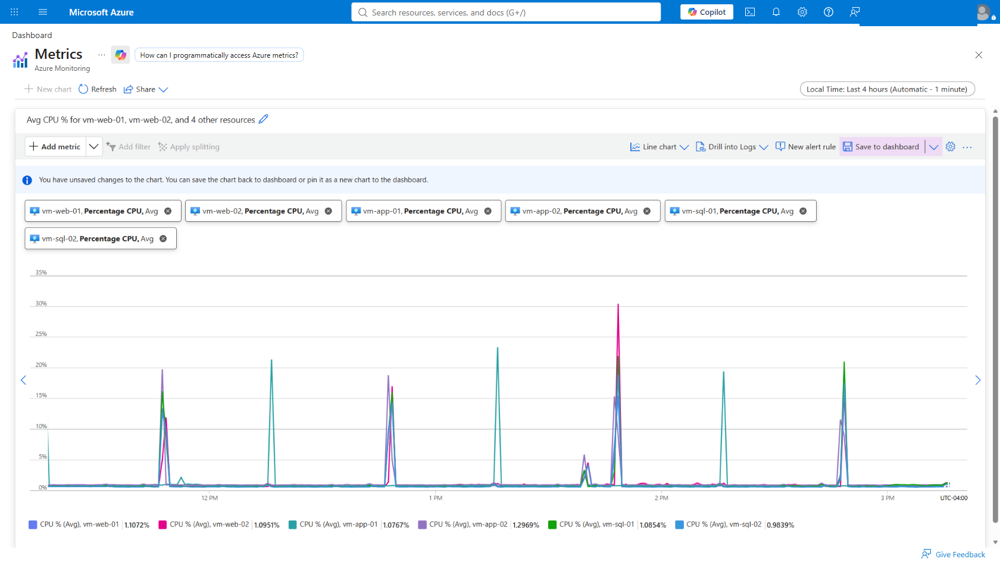 Microsoft Azure
Search resources, services, and docs (G+/)
Copilot
Dashboard
Metrics
...
How can I programmatically access Azure metrics?
Azure Monitoring
New chart
Refresh
Share
Local Time: Last 4 hours (Automatic - 1 minute)
Avg CPU % for vm-web-01, vm-web-02, and 4 other resources
Add metric
Add filter
Apply splitting
Line chart
Drill into Logs
New alert rule
Save to dashboard
...
You have unsaved changes to the chart. You can save the chart back to dashboard or pin it as a new chart to the dashboard.
vm-web-01, Percentage CPU, Avg
vm-web-02, Percentage CPU, Avg
vm-app-01, Percentage CPU, Avg
vm-app-02, Percentage CPU, Avg
vm-sql-01, Percentage CPU, Avg
vm-sql-02, Percentage CPU, Avg
35%
30%
25%
20%
15%
10%
5%
0%
12 PM
1 PM
2 PM
3 PM
UTC-04:00
CPU % (Avg), vm-web-01 1.1072%
CPU % (Avg), vm-web-02 1.0951%
CPU % (Avg), vm-app-01 1.0767%
CPU % (Avg), vm-app-02 1.2969%
CPU % (Avg), vm-sql-01 1.0854%
CPU % (Avg), vm-sql-02 0.9839%
Give Feedback